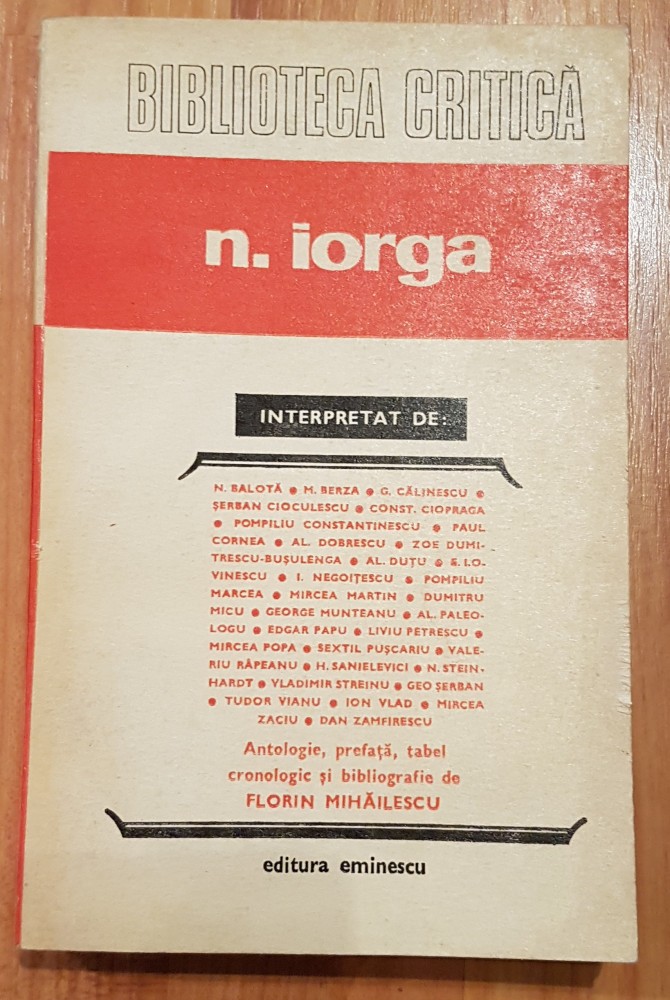 BIBLIOTECA CRITICĂ
n. iorga
INTERPRETAT DE:
N. BALOTĂ ● M. BERZA ● G. CĂLINESCU ●
ȘERBAN CIOCULESCU ● CONST. CIOPRAGA
● POMPILIU CONSTANTINESCU ● PAUL
CORNEA ● AL. DOBRESCU ● ZOE DUMI-
TRESCU-BUȘULENGA ● AL. DUȚU ● E. LO-
VINESCU ● I. NEGOIȚESCU ● POMPILIU
MARCEA ● MIRCEA MARTIN ● DUMITRU
MICU ● GEORGE MUNTEANU ● AL. PALEO-
LOGU ● EDGAR PAPU ● LIVIU PETRESCU ●
MIRCEA POPA ● SEXTIL PUȘCARIU ● VALE-
RIU RÂPEANU ● H. SANIELEVICI ● N. STEIN-
HARDT ● VLADIMIR STREINU ● GEO ȘERBAN
● TUDOR VIANU ● ION VLAD ● MIRCEA
ZACIU ● DAN ZAMFIRESCU
Antologie, prefață, tabel
cronologic și bibliografie de
FLORIN MIHĂILESCU
editura eminescu